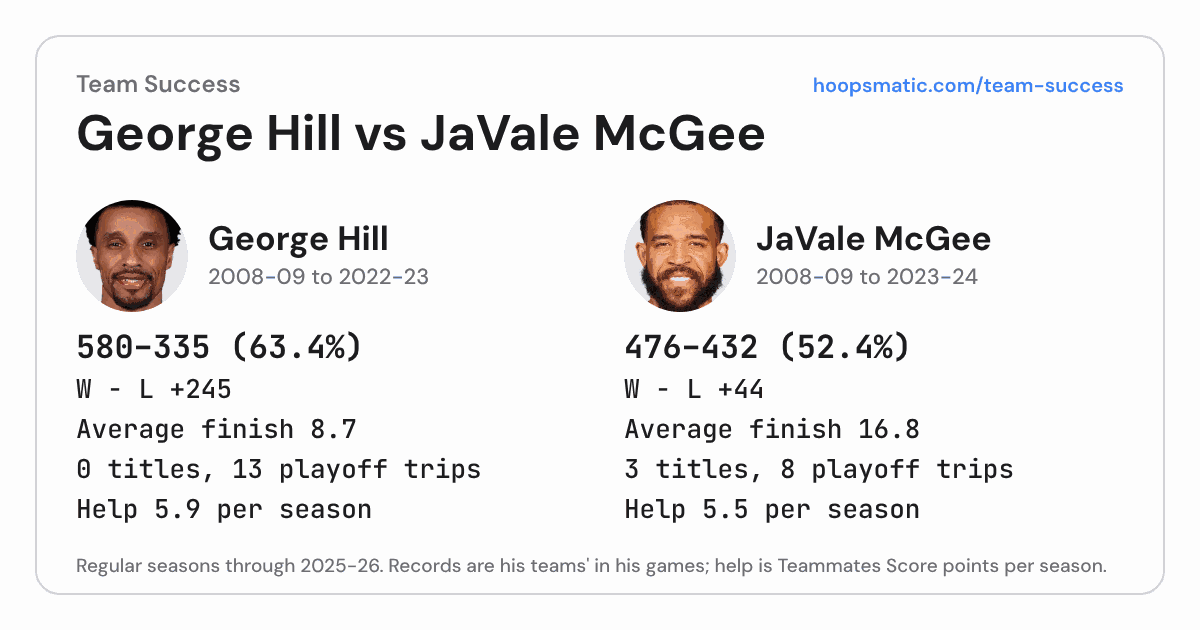 Team Success
hoopsmatic.com/team-success
George Hill vs JaVale McGee
George Hill
2008-09 to 2022-23
580-335 (63.4%)
W - L +245
Average finish 8.7
0 titles, 13 playoff trips
Help 5.9 per season
JaVale McGee
2008-09 to 2023-24
476-432 (52.4%)
W - L +44
Average finish 16.8
3 titles, 8 playoff trips
Help 5.5 per season
Regular seasons through 2025-26. Records are his teams' in his games; help is Teammates Score points per season.